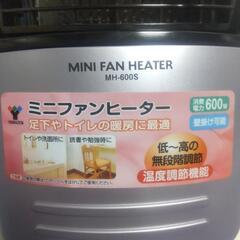 MINI FAN HEATER
MH-600S
ミニファンヒーター
消費電力 600W
足下やトイレの暖房に最適
壁掛け可能
トイレや洗面所に
読書や勉強時に
低～高の
無段階調節
温度調節機能